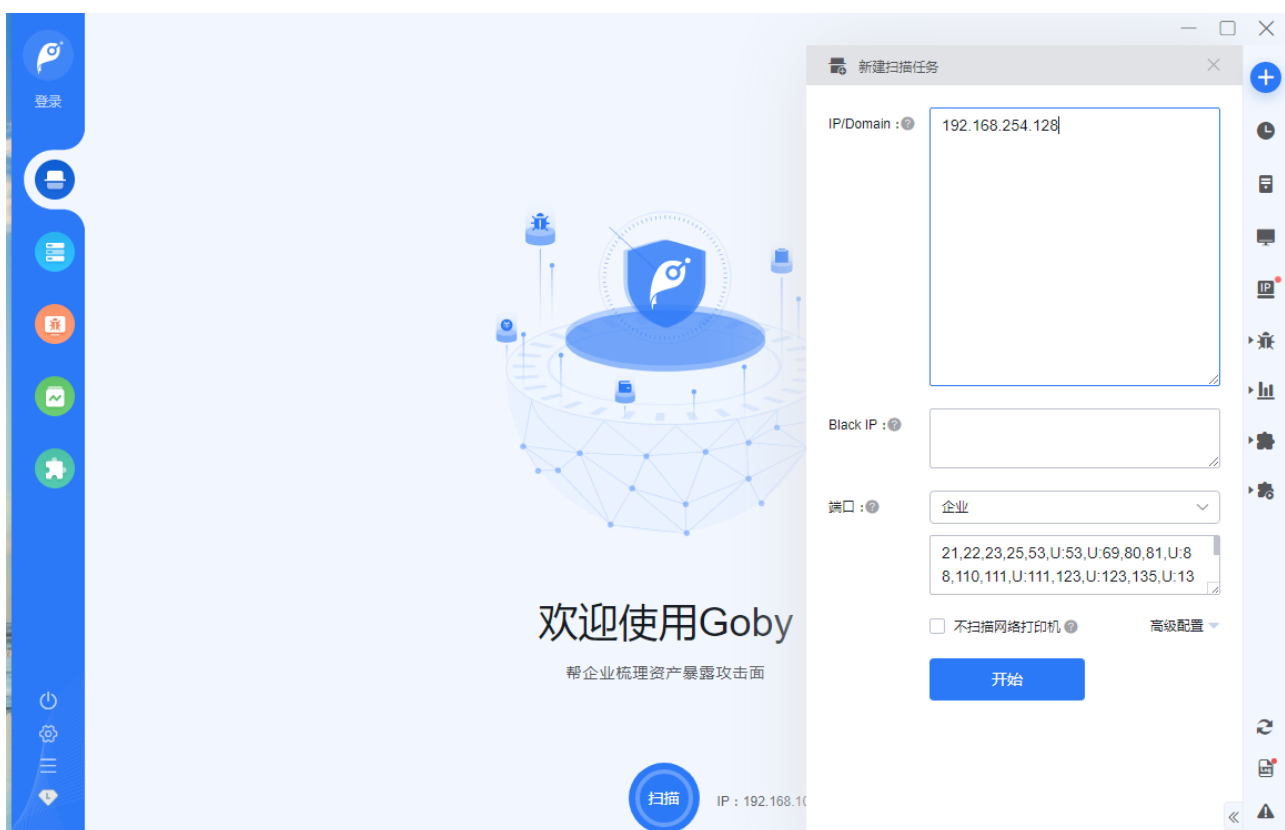 登录
新建扫描任务
IP/Domain :
192.168.254.128
Black IP :
端口 :
企业
21,22,23,25,53,U:53,U:69,80,81,U:8
8,110,111,U:111,123,U:123,135,U:13
不扫描网络打印机
高级配置
开始
欢迎使用Goby
帮企业梳理资产暴露攻击面
扫描
IP : 192.168.10
IP